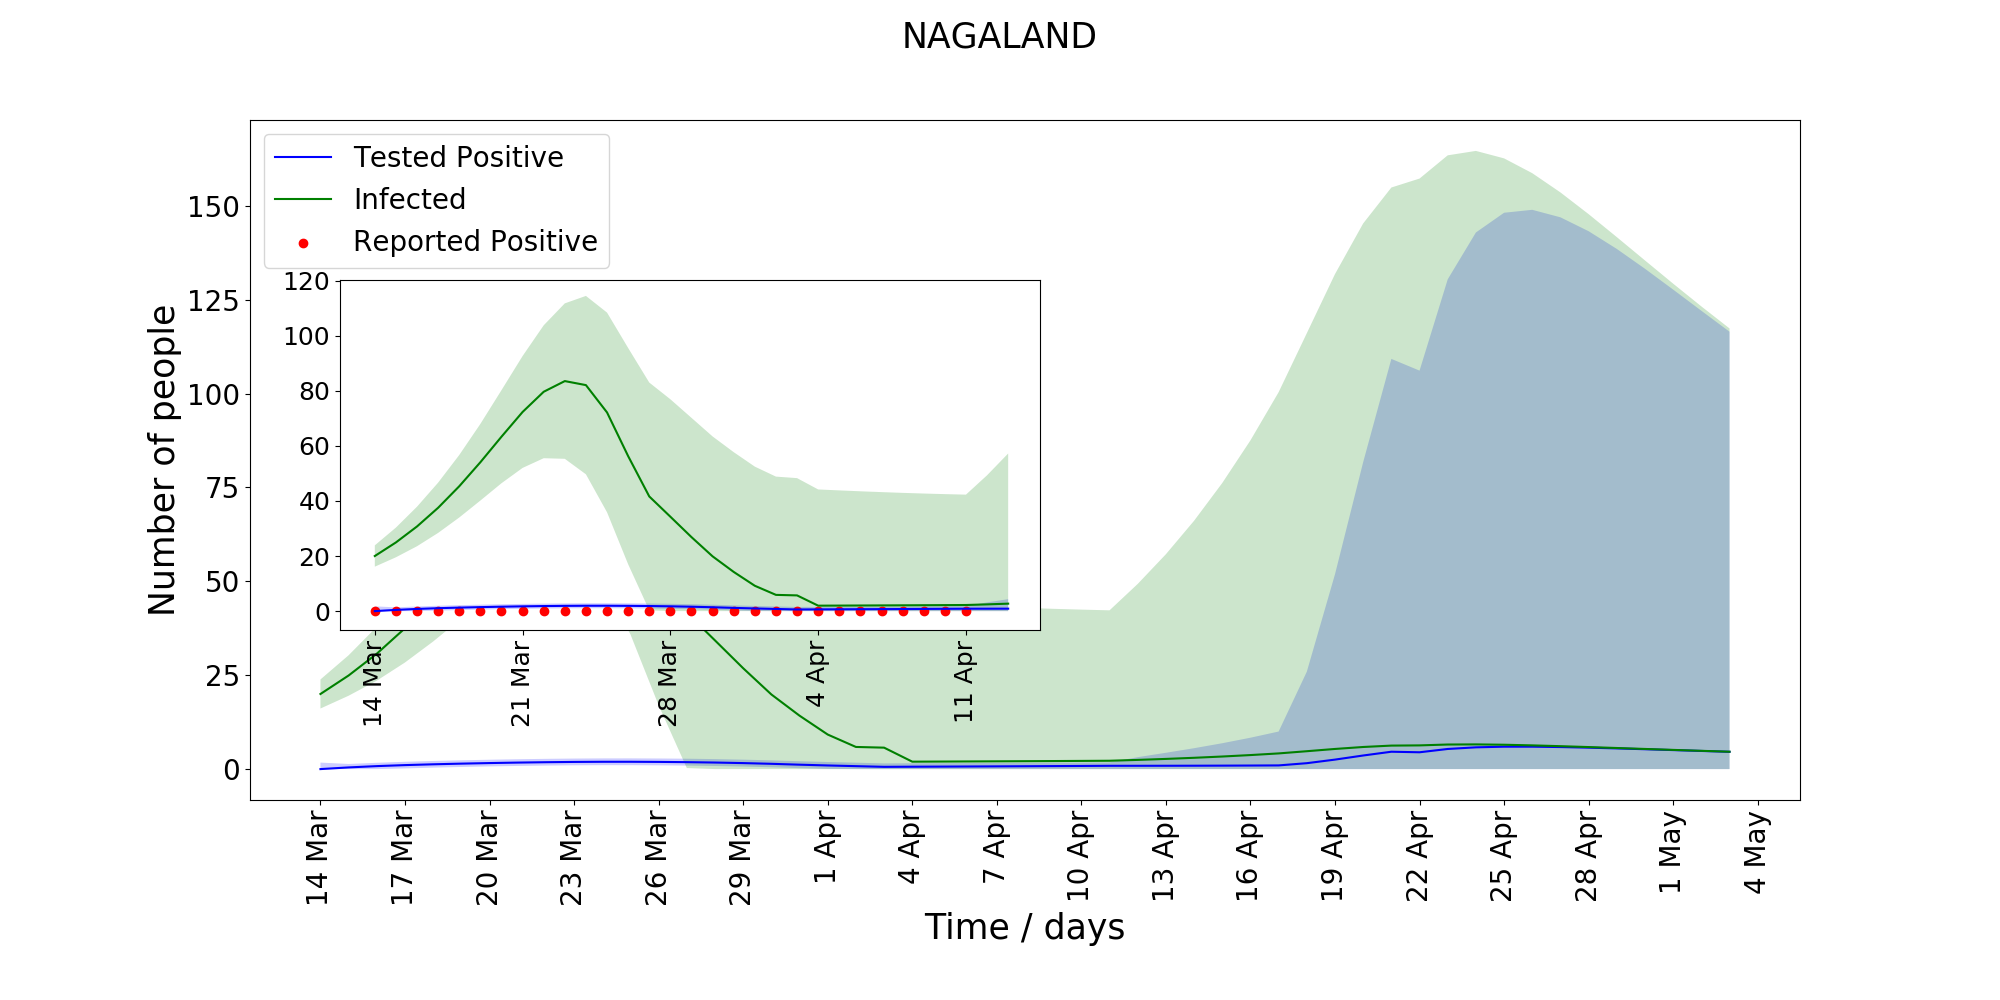 NAGALAND
Tested Positive
Infected
Reported Positive
Number of people
150
125
100
75
50
25
0
120
100
80
60
40
20
0
14 Mar
21 Mar
28 Mar
4 Apr
11 Apr
14 Mar
17 Mar
20 Mar
23 Mar
26 Mar
29 Mar
1 Apr
4 Apr
7 Apr
10 Apr
13 Apr
16 Apr
19 Apr
22 Apr
25 Apr
28 Apr
1 May
4 May
Time / days